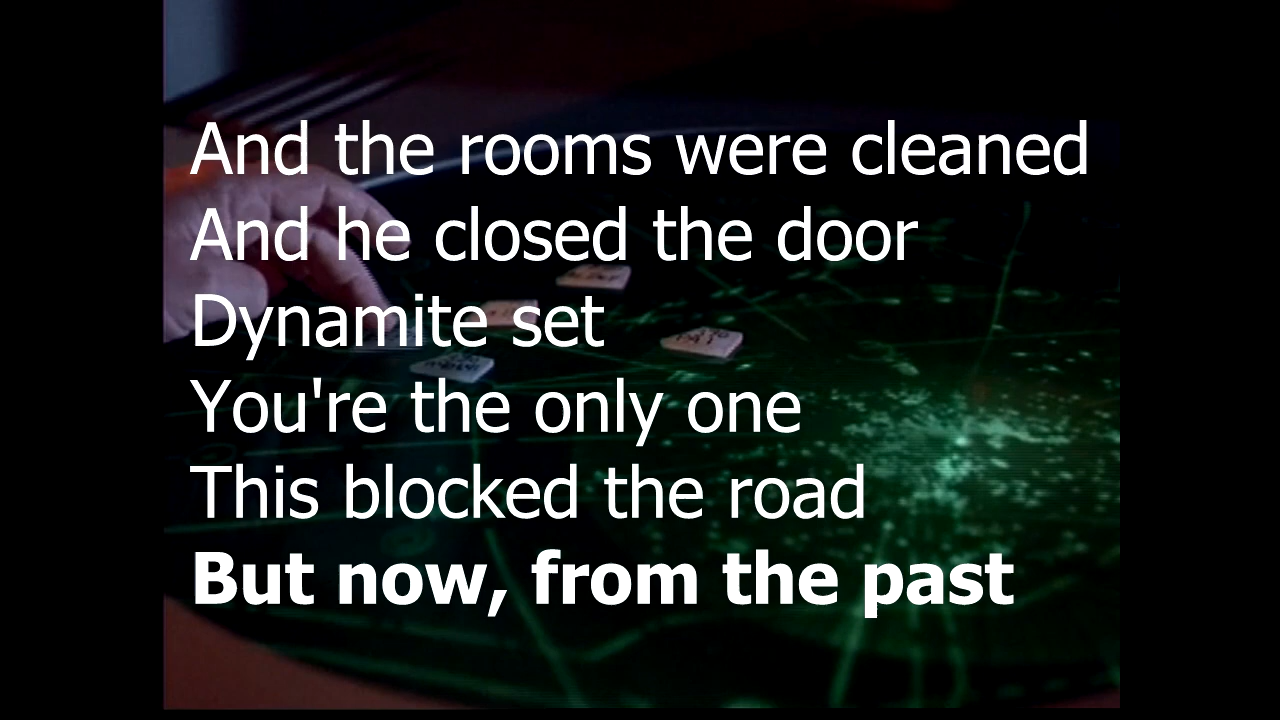 And the rooms were cleaned
And he closed the door
Dynamite set
You're the only one
This blocked the road
But now, from the past